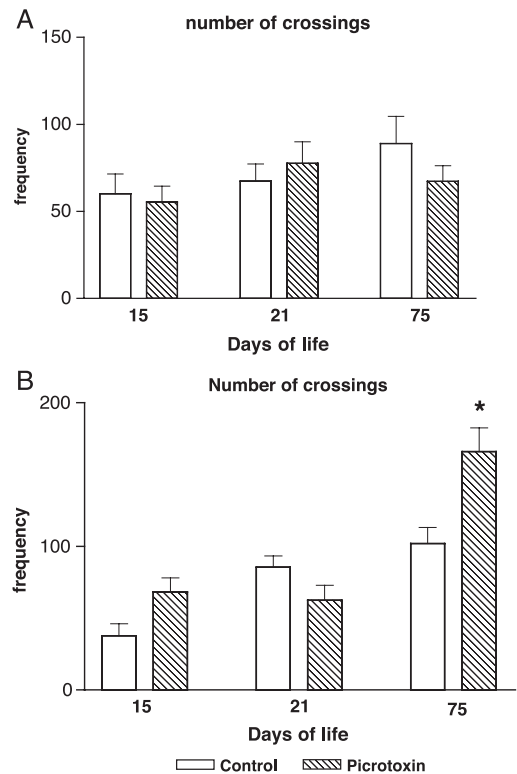 A
number of crossings
150
100
50
0
frequency
15 21 75
Days of life
B
Number of crossings
200
*
100
0
frequency
15 21 75
Days of life
Control Picrotoxin